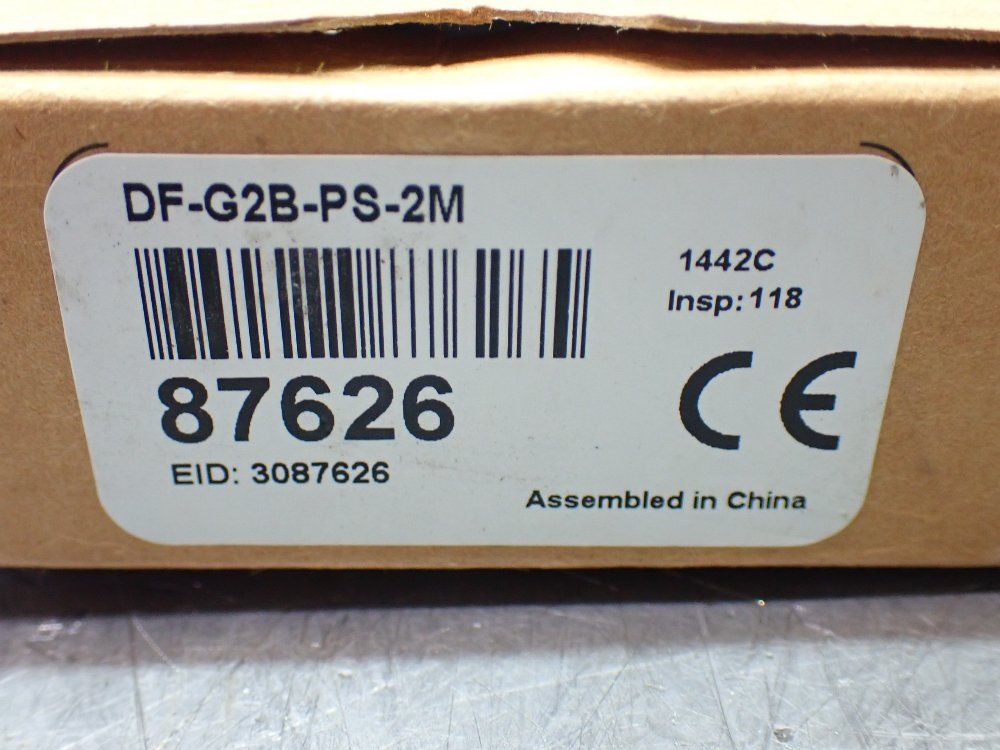 DF-G2B-PS-2M
1442C
Insp: 118
87626
CE
EID: 3087626
Assembled in China